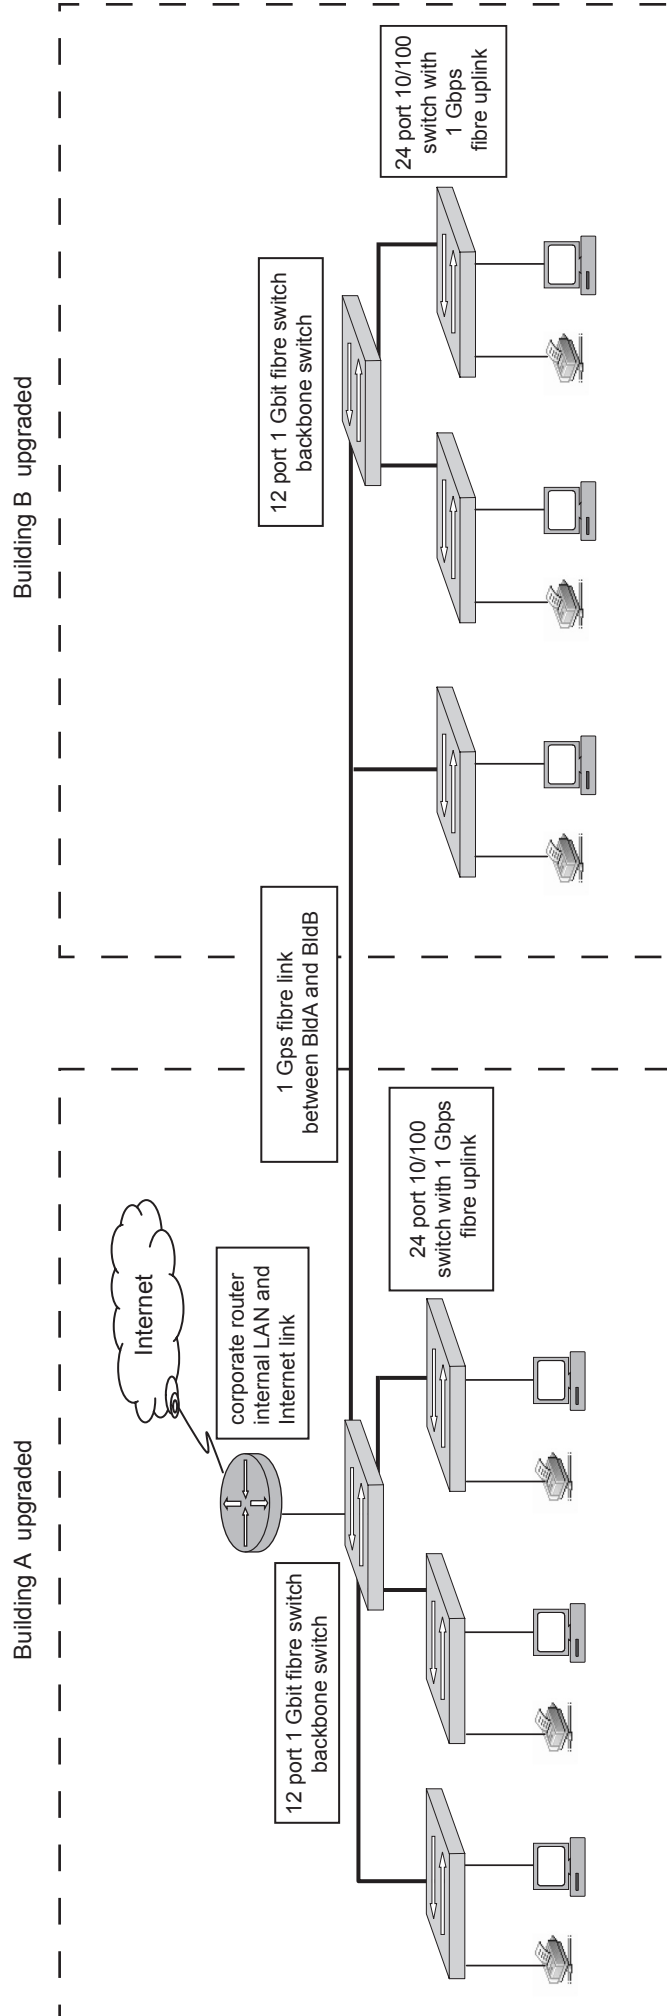 Building A upgraded
Building B upgraded
Internet
corporate router
internal LAN and
Internet link
12 port 1 Gbit fibre switch
backbone switch
1 Gps fibre link
between BldA and BldB
12 port 1 Gbit fibre switch
backbone switch
24 port 10/100
switch with 1 Gbps
fibre uplink
24 port 10/100
switch with
1 Gbps
fibre uplink